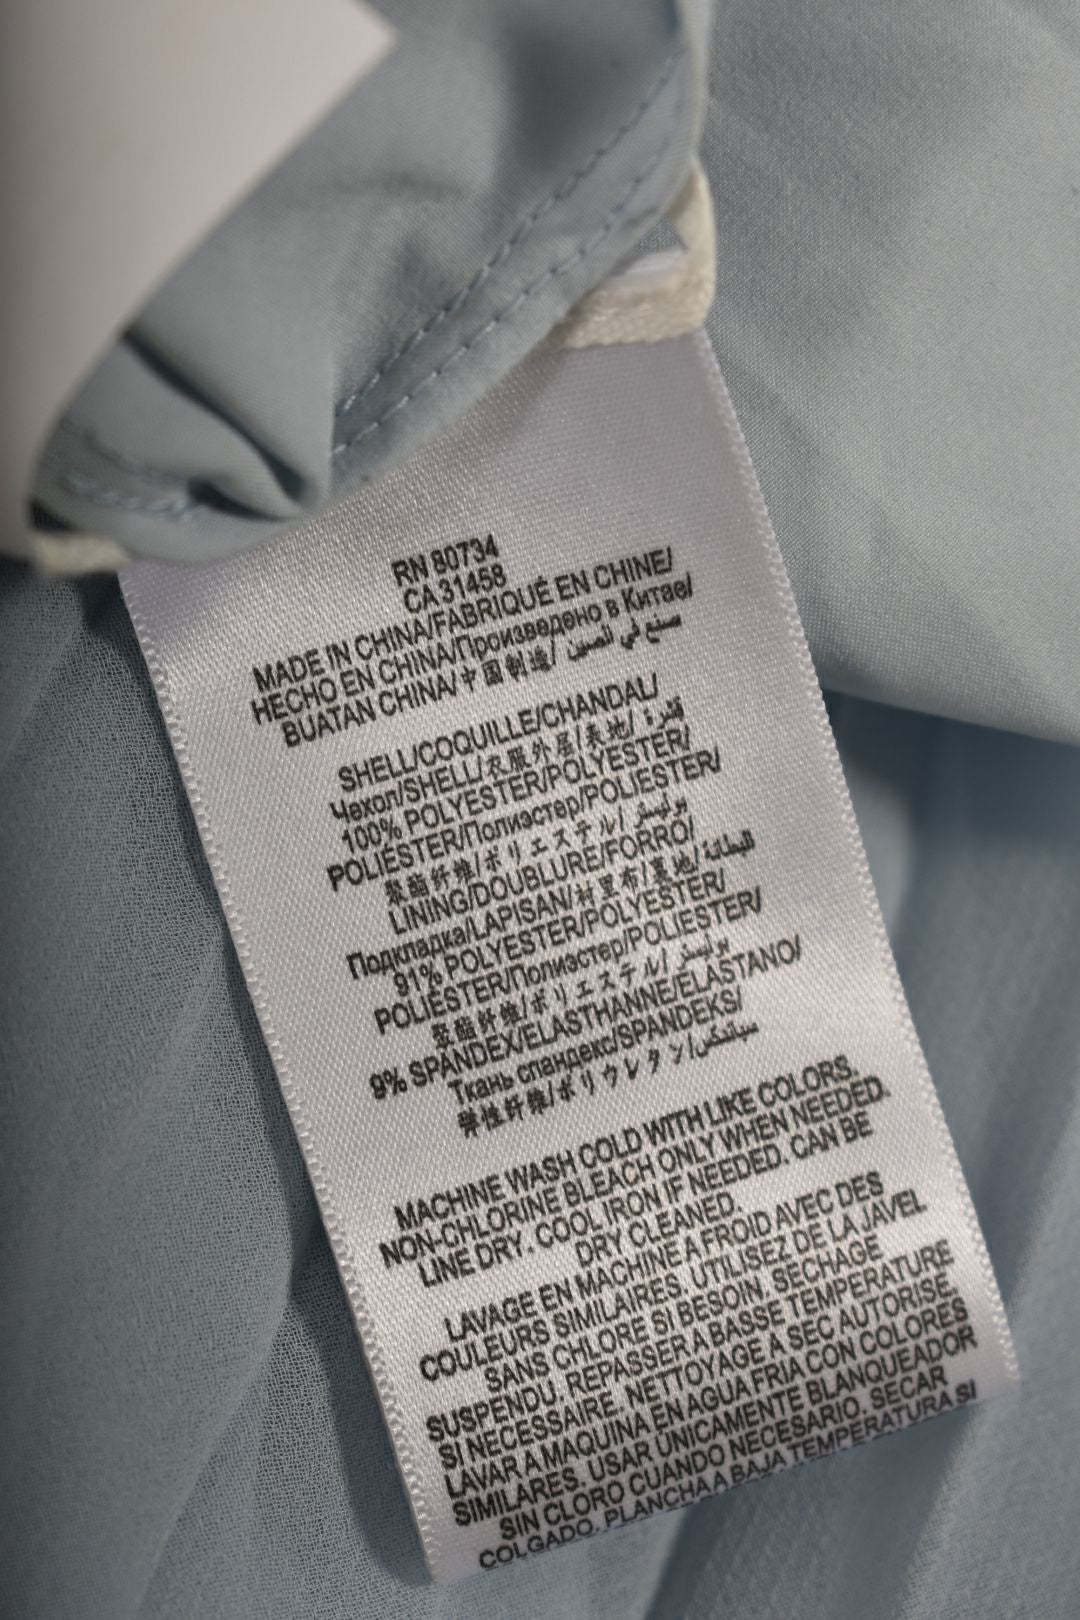 RN 80734
CA 31458
MADE IN CHINA/FABRIQUÉ EN CHINE/
HECHO EN CHINA/Произведено в Китае/
BUATAN CHINA/中国制造/ صنع في الصين
SHELL/COQUILLE/CHANDAL/
Чехол/SHELL/衣服外层/表地/ قشرة
100% POLYESTER/POLYESTER/
POLIÉSTER/Полиэстер/POLIESTER/
聚酯纤维/ポリエステル/ بوليستر
LINING/DOUBLURE/FORRO/
Подкладка/LAPISAN/衬里布/裏地/ البطانة
91% POLYESTER/POLYESTER/
POLIÉSTER/Полиэстер/POLIESTER/
聚酯纤维/ポリエステル/ بوليستر
9% SPANDEX/ELASTHANNE/ELASTANO/
Ткань спандекс/SPANDEKS/
弹性纤维/ポリウレタン/ سباندكس
MACHINE WASH COLD WITH LIKE COLORS.
NON-CHLORINE BLEACH ONLY WHEN NEEDED.
LINE DRY. COOL IRON IF NEEDED. CAN BE
DRY CLEANED.
LAVAGE EN MACHINE A FROID AVEC DES
COULEURS SIMILAIRES. UTILISEZ DE LA JAVEL
SANS CHLORE SI BESOIN. SECHAGE
SUSPENDU. REPASSER A BASSE TEMPERATURE
SI NECESSAIRE. NETTOYAGE A SEC AUTORISE.
LAVAR A MAQUINA EN AGUA FRIA CON COLORES
SIMILARES. USAR UNICAMENTE BLANQUEADOR
SIN CLORO CUANDO NECESARIO. SECAR
COLGADO. PLANCHA A BAJA TEMPERATURA SI